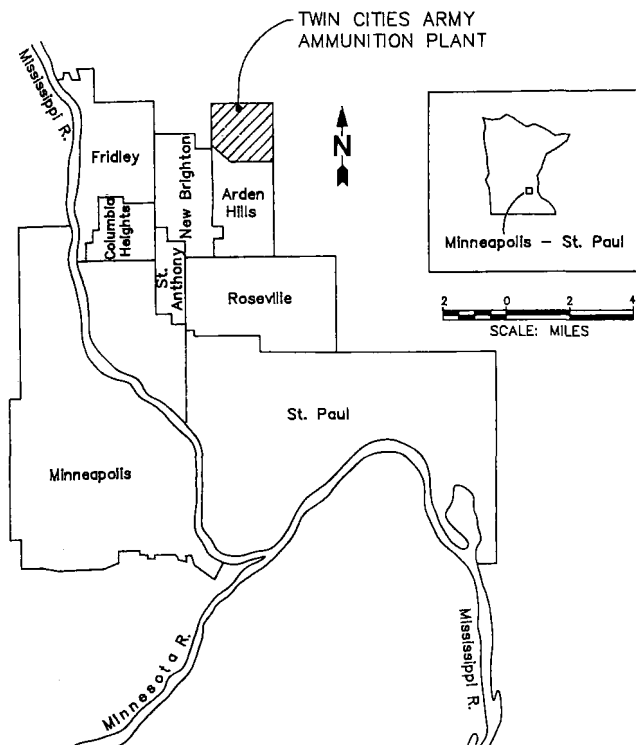 TWIN CITIES ARMY
AMMUNITION PLANT
Mississippi R.
N
Fridley
New Brighton
Arden
Hills
Columbia
Heights
St.
Anthony
Roseville
Minneapolis – St. Paul
2 0 2 4
SCALE: MILES
St. Paul
Minneapolis
Minnesota R.
Mississippi R.